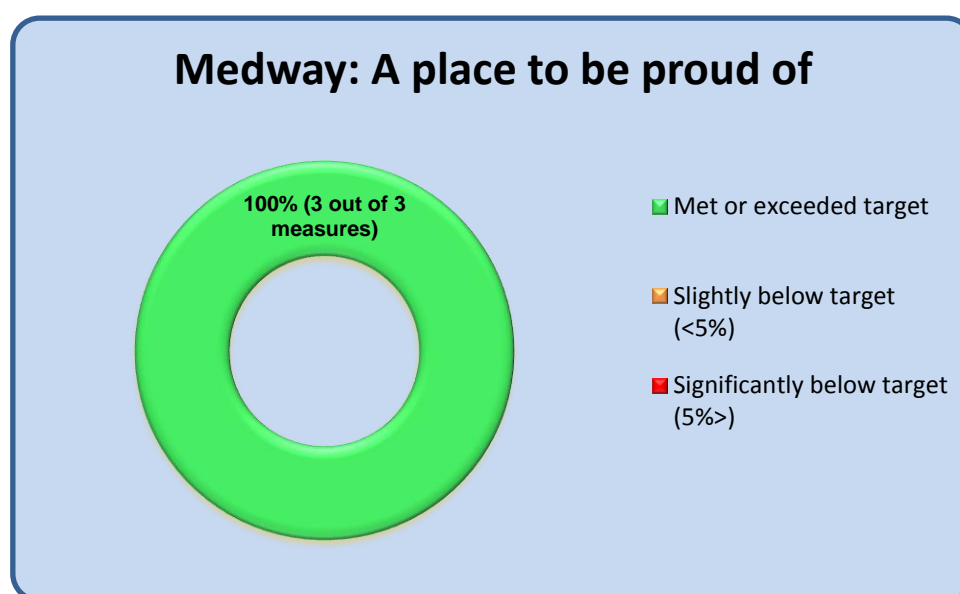 Medway: A place to be proud of
100% (3 out of 3
measures)
Met or exceeded target
Slightly below target
(<5%)
Significantly below target
(5%>)